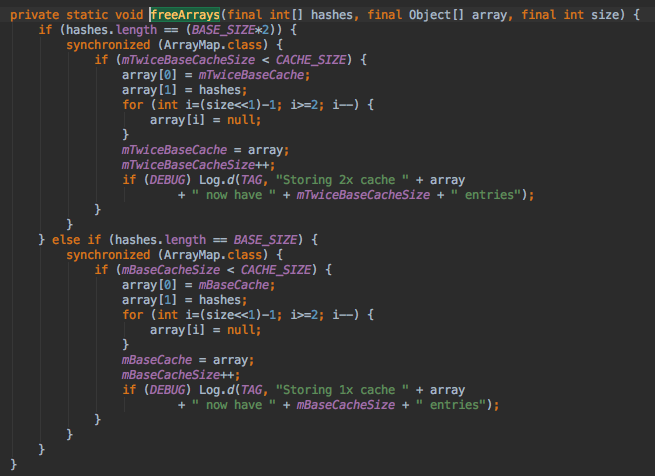 private static void freeArrays(final int[] hashes, final Object[] array, final int size) {
    if (hashes.length == (BASE_SIZE*2)) {
        synchronized (ArrayMap.class) {
            if (mTwiceBaseCacheSize < CACHE_SIZE) {
                array[0] = mTwiceBaseCache;
                array[1] = hashes;
                for (int i=(size<<1)-1; i>=2; i--) {
                    array[i] = null;
                }
                mTwiceBaseCache = array;
                mTwiceBaseCacheSize++;
                if (DEBUG) Log.d(TAG, "Storing 2x cache " + array
                        + " now have " + mTwiceBaseCacheSize + " entries");
            }
        }
    } else if (hashes.length == BASE_SIZE) {
        synchronized (ArrayMap.class) {
            if (mBaseCacheSize < CACHE_SIZE) {
                array[0] = mBaseCache;
                array[1] = hashes;
                for (int i=(size<<1)-1; i>=2; i--) {
                    array[i] = null;
                }
                mBaseCache = array;
                mBaseCacheSize++;
                if (DEBUG) Log.d(TAG, "Storing 1x cache " + array
                        + " now have " + mBaseCacheSize + " entries");
            }
        }
    }
}